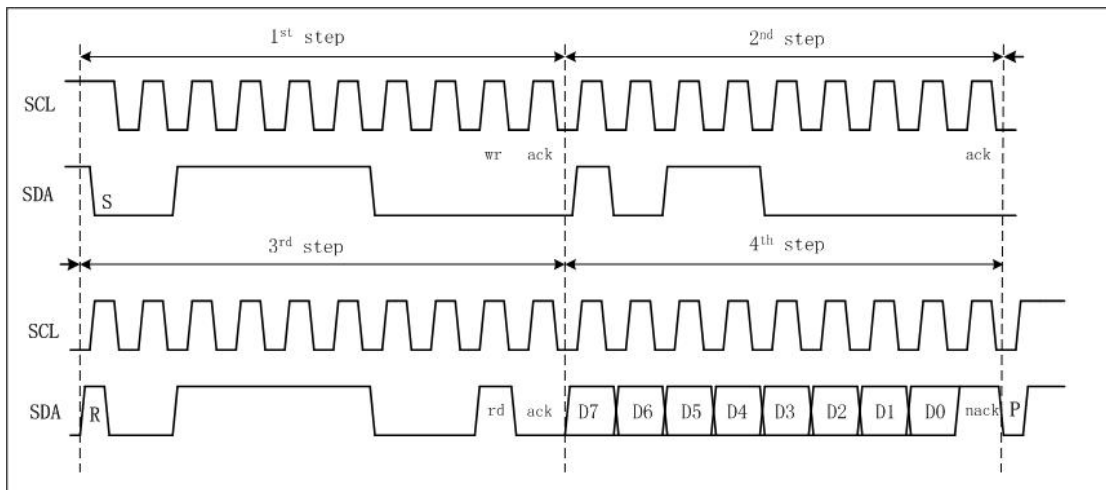 1st step 2nd step
SCL
wr ack ack
SDA S
3rd step 4th step
SCL
SDA R rd ack D7 D6 D5 D4 D3 D2 D1 D0 nack P